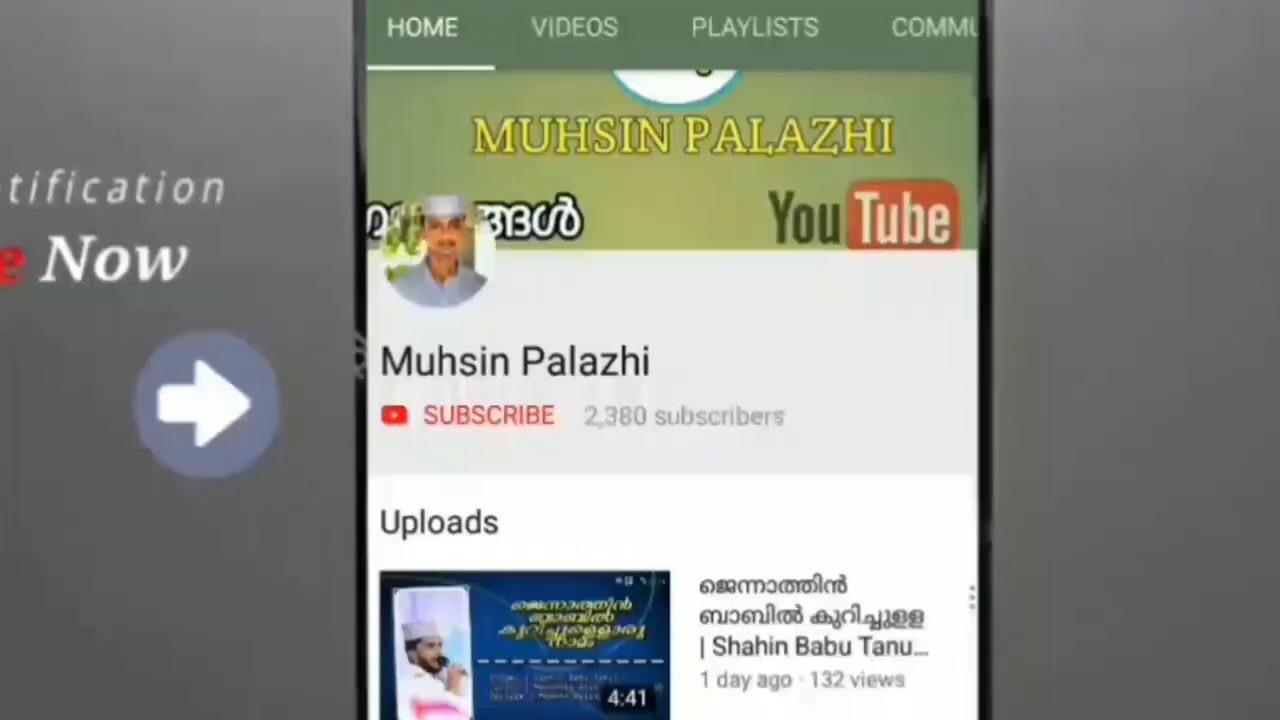 HOME VIDEOS PLAYLISTS COMMU
MUHSIN PALAZHI
YouTube
tification
e Now
Muhsin Palazhi
SUBSCRIBE 2,380 subscribers
Uploads
ജെന്നാത്തിൻ
ബാബിൽ കുറിച്ചുള്ള
| Shahin Babu Tanu...
1 day ago · 132 views
ജെന്നാത്തിൻ
ബാബിൽ
കുറിച്ചുള്ളൊരു
നാമം
4:41